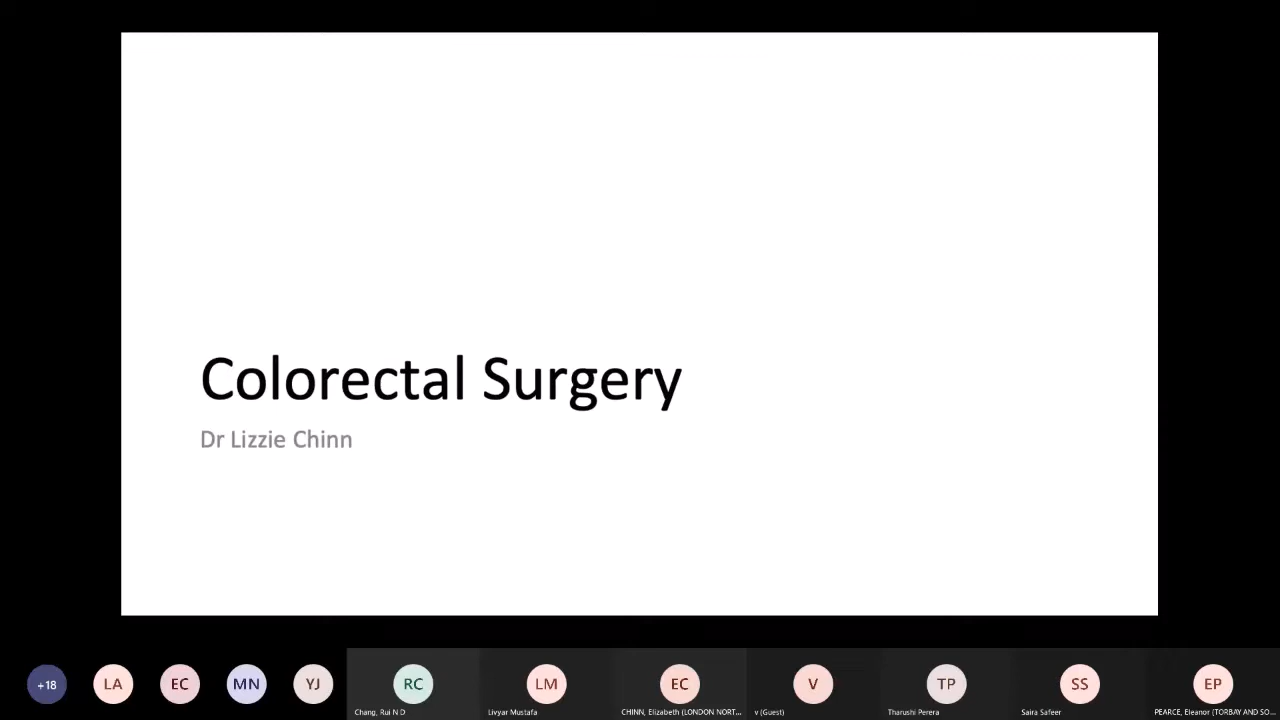 Colorectal Surgery
Dr Lizzie Chinn
+18
LA
EC
MN
YJ
RC
LM
EC
V
TP
SS
EP
Chang, Rui N D
Livyar Mustafa
CHINN, Elizabeth (LONDON NORT...
v (Guest)
Tharushi Perera
Saira Safeer
PEARCE, Eleanor (TORBAY AND SO...